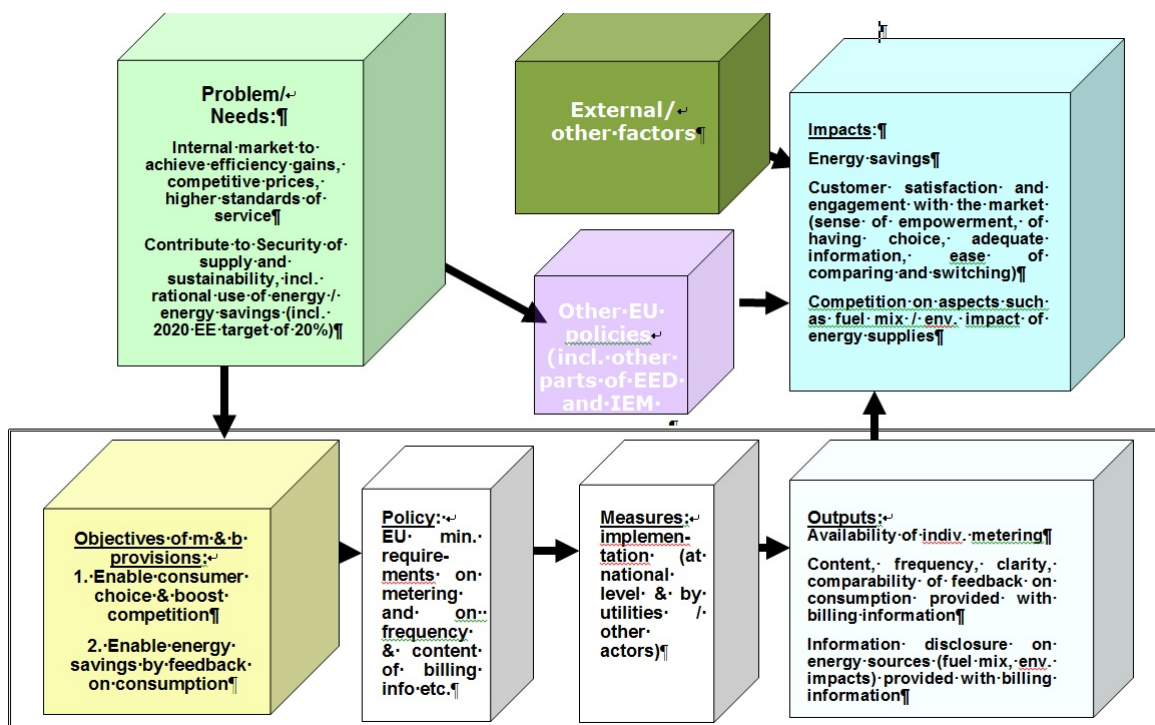 Problem/
Needs:
Internal market to
achieve efficiency gains,
competitive prices,
higher standards of
service
Contribute to Security of
supply and
sustainability, incl.
rational use of energy /
energy savings (incl.
2020 EE target of 20%)
External/
other factors
Other EU
policies
(incl. other
parts of EED
and IEM
Impacts:
Energy savings
Customer satisfaction and
engagement with the market
(sense of empowerment, of
having choice, adequate
information, ease of
comparing and switching)
Competition on aspects such
as fuel mix / env. impact of
energy supplies
Objectives of m & b
provisions:
1. Enable consumer
choice & boost
competition
2. Enable energy
savings by feedback
on consumption
Policy:
EU min.
require-
ments on
metering
and on
frequency
& content
of billing
info etc.
Measures:
implemen-
tation (at
national
level & by
utilities /
other
actors)
Outputs:
Availability of indiv. metering
Content, frequency, clarity,
comparability of feedback on
consumption provided with
billing information
Information disclosure on
energy sources (fuel mix, env.
impacts) provided with billing
information